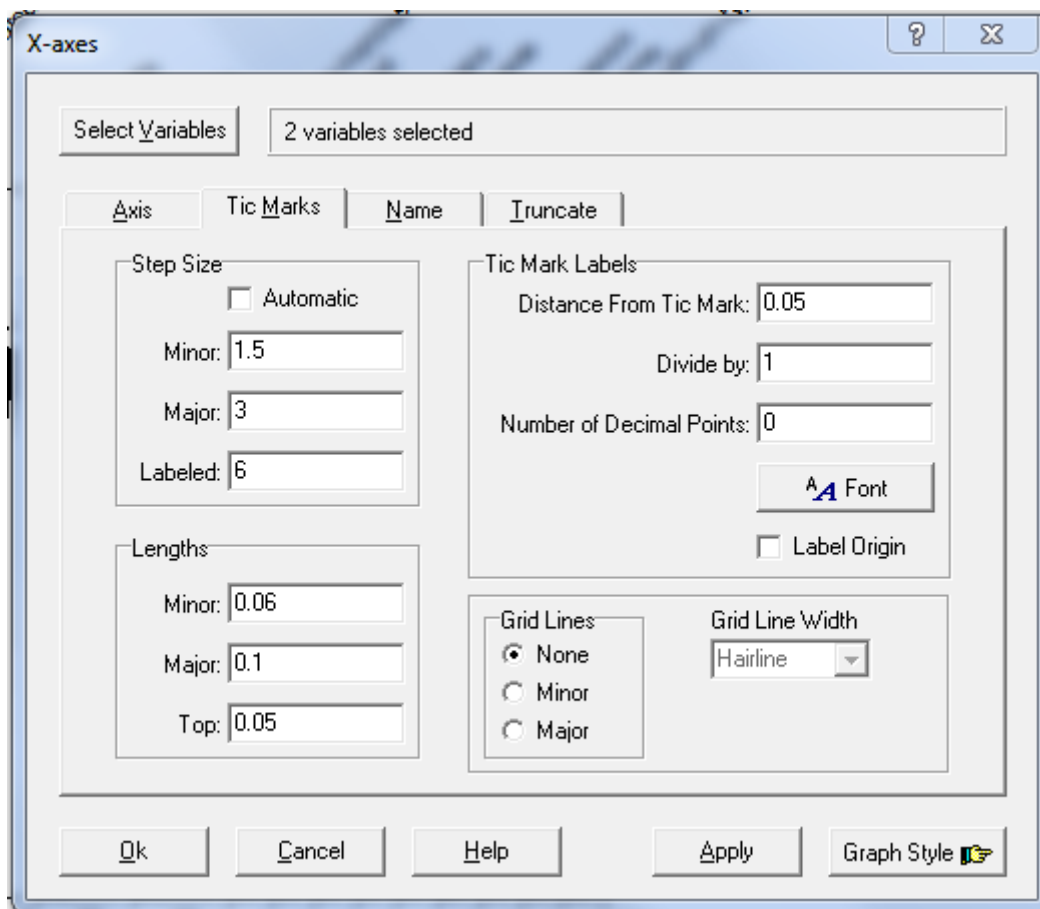 X-axes
Select Variables 2 variables selected
Axis Tic Marks Name Truncate
Step Size
Automatic
Minor: 1.5
Major: 3
Labeled: 6
Lengths
Minor: 0.06
Major: 0.1
Top: 0.05
Tic Mark Labels
Distance From Tic Mark: 0.05
Divide by: 1
Number of Decimal Points: 0
AA Font
Label Origin
Grid Lines
None
Minor
Major
Grid Line Width
Hairline
Ok Cancel Help Apply Graph Style